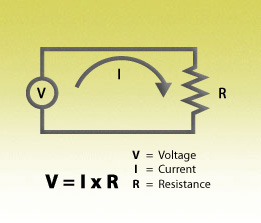 I
V
R
V = I x R
V = Voltage
I = Current
R = Resistance